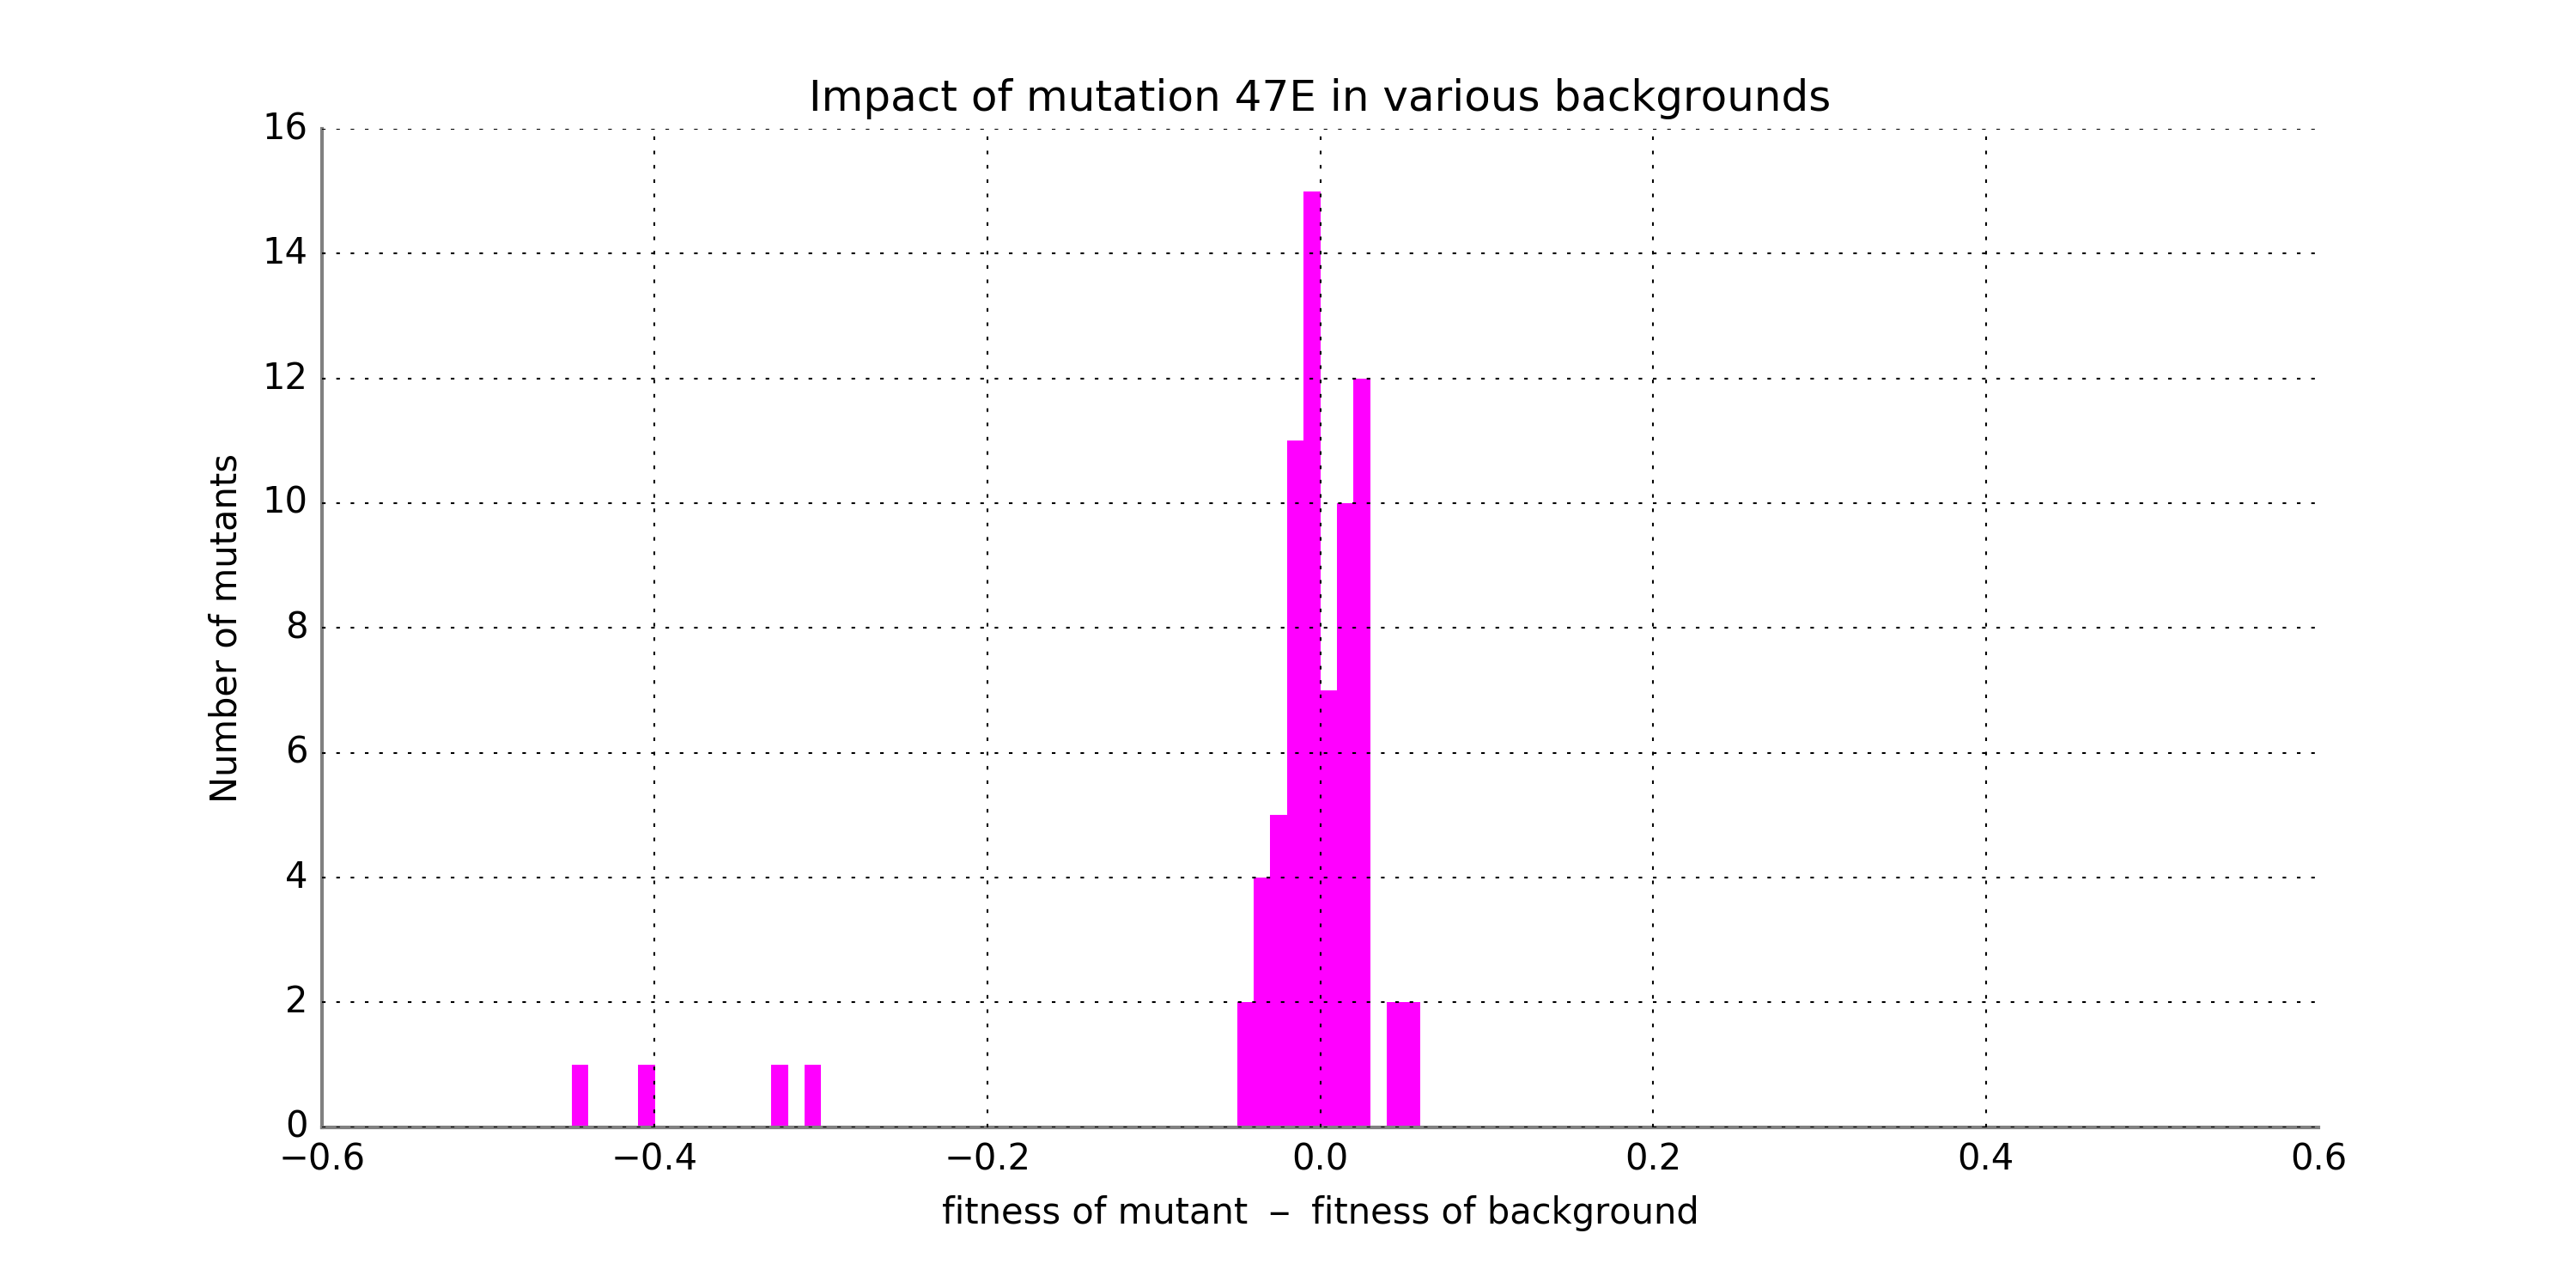 Impact of mutation 47E in various backgrounds
16
14
12
10
8
6
4
2
0
Number of mutants
−0.6 −0.4 −0.2 0.0 0.2 0.4 0.6
fitness of mutant − fitness of background